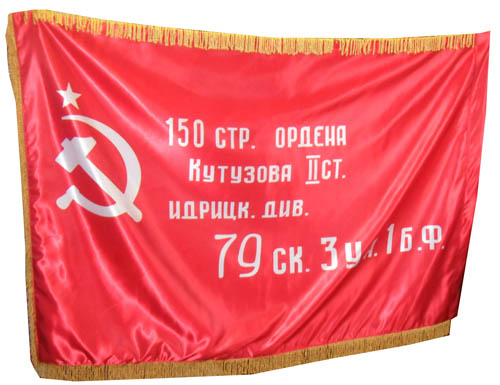 150 СТР. ОРДЕНА
КУТУЗОВА II СТ.
ИДРИЦК. ДИВ.
79 СК. 3 У.А. 1 Б.Ф.